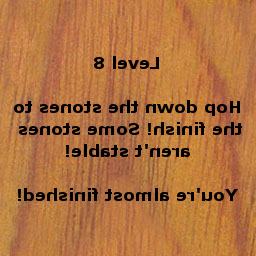 Level 8
Hop down the stones to
the finish! Some stones
aren't stable!
You're almost finished!